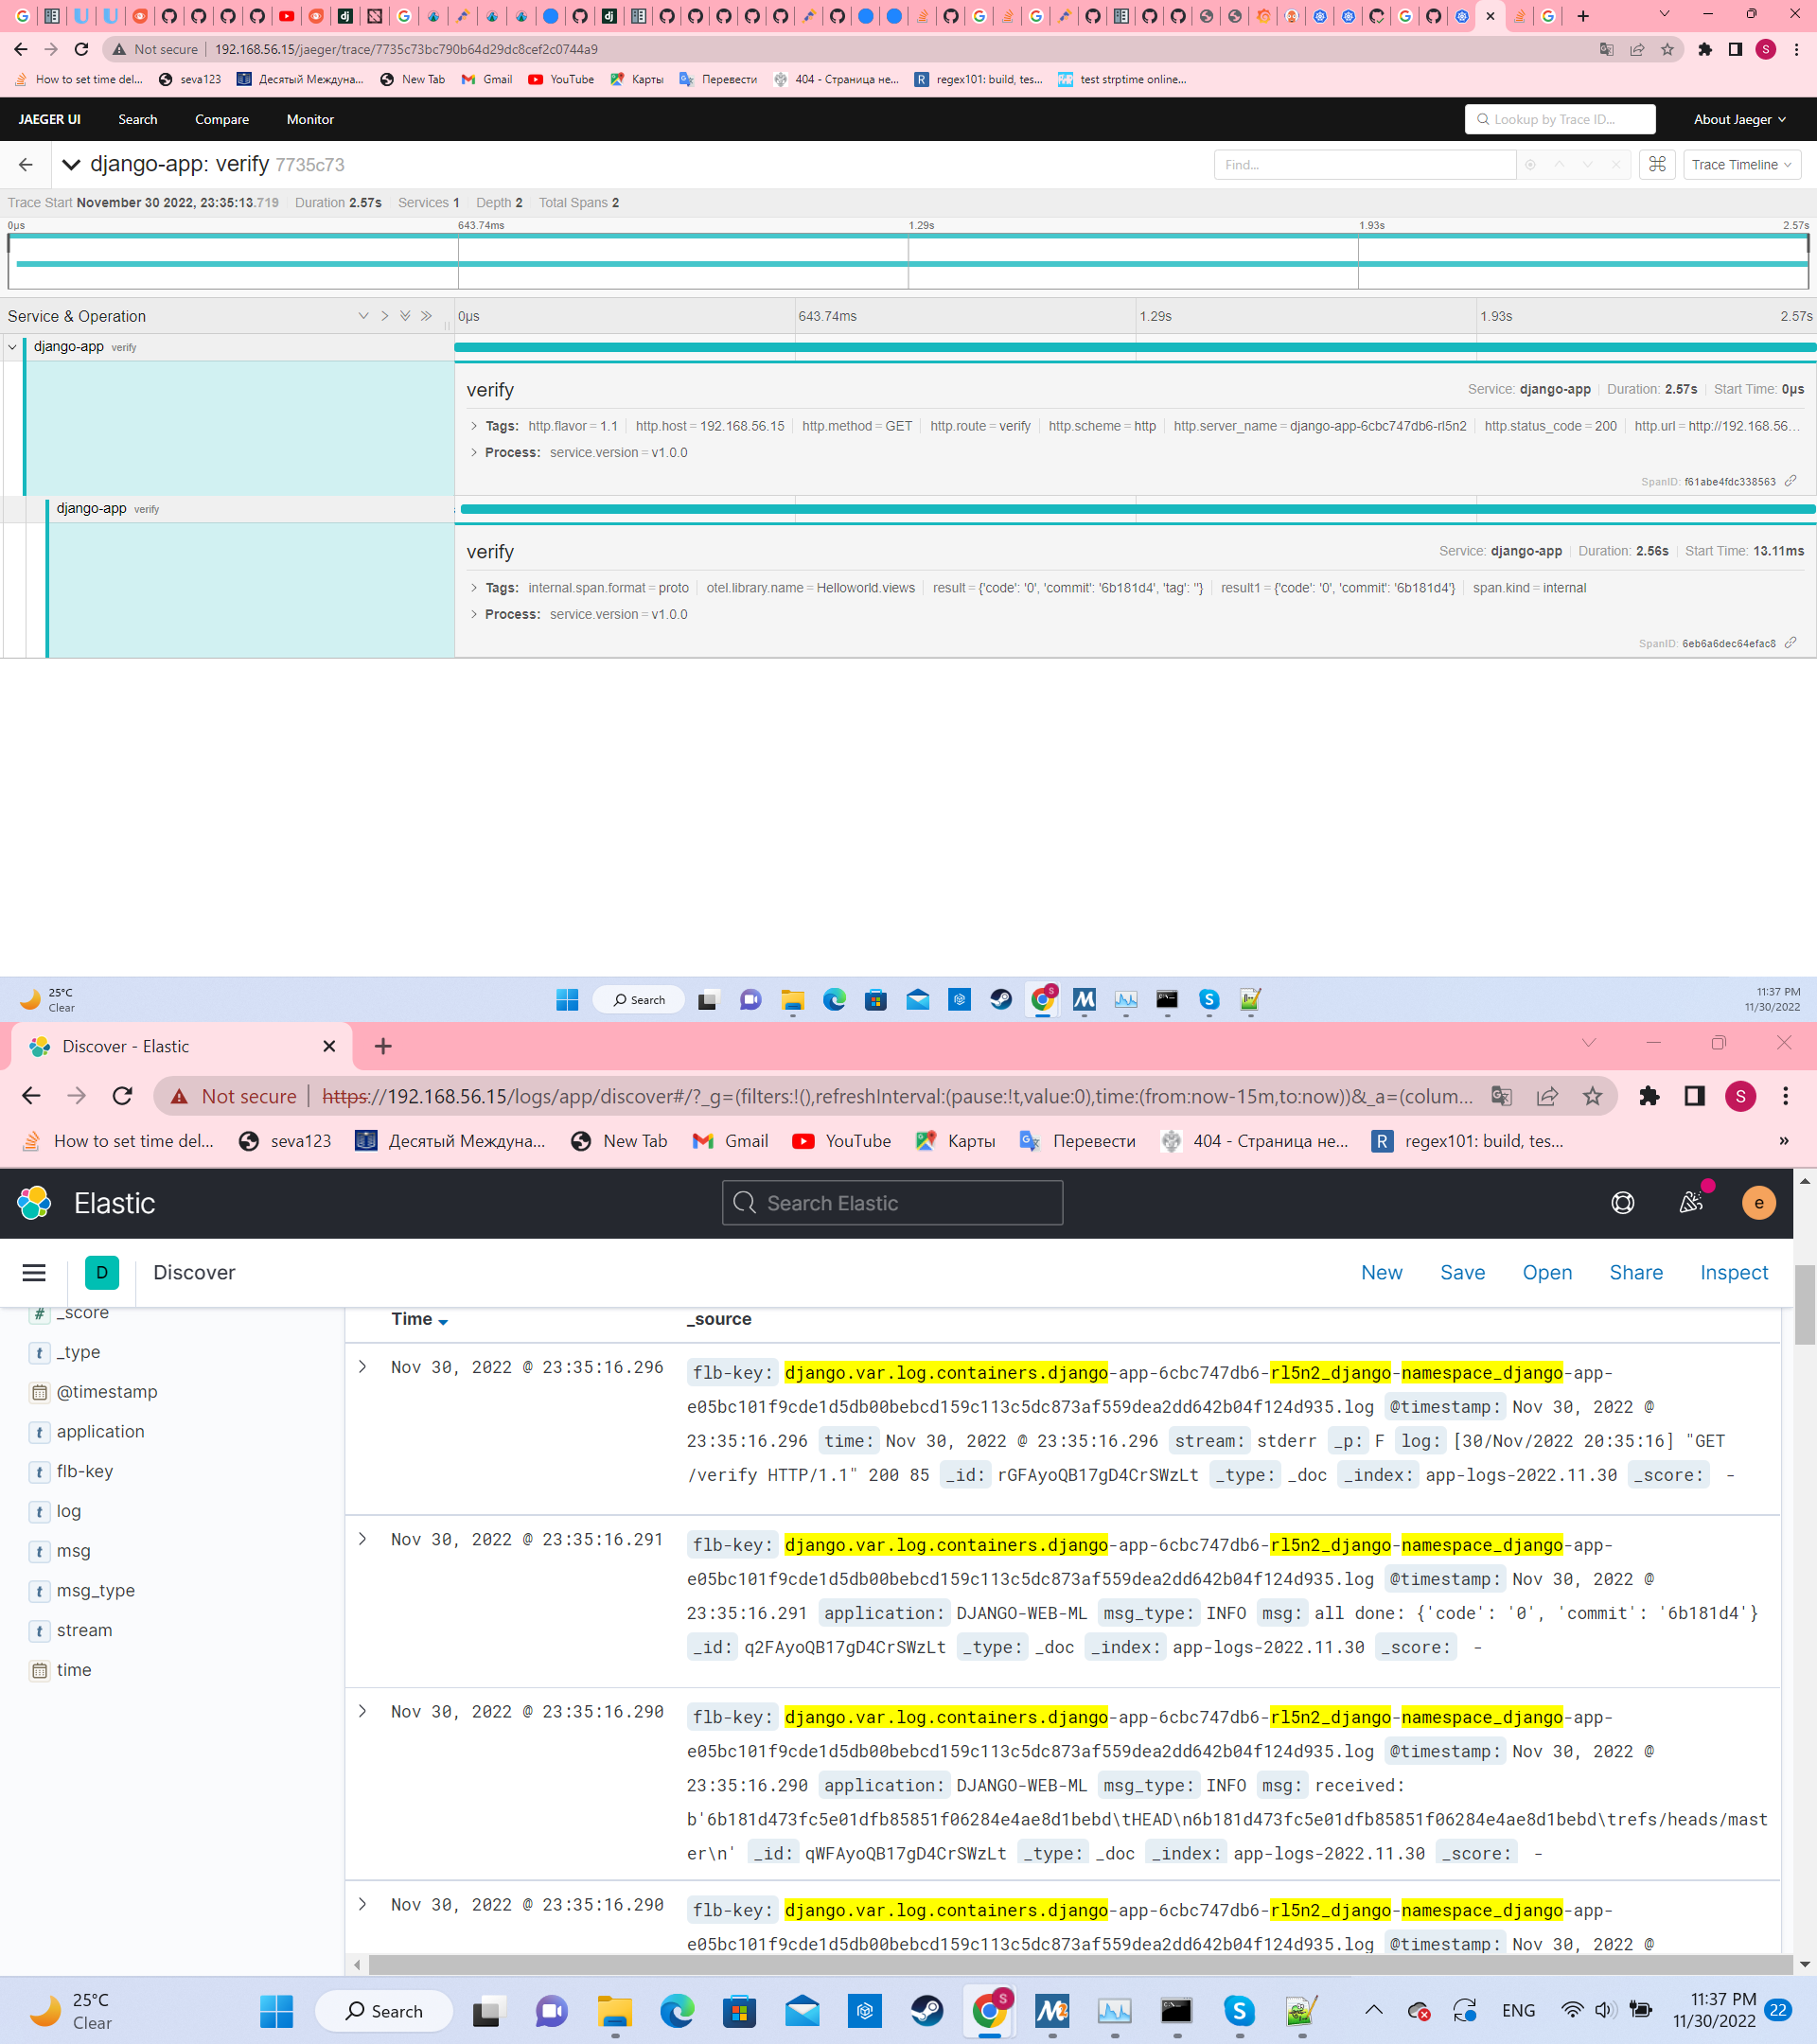 Not secure | 192.168.56.15/jaeger/trace/7735c73bc790b64d29dc8cef2c0744a9
How to set time del... seva123 Десятый Междуна... New Tab Gmail YouTube Карты Перевести 404 - Страница не... regex101: build, tes... test strptime online...
JAEGER UI Search Compare Monitor Lookup by Trace ID... About Jaeger
django-app: verify 7735c73 Find... Trace Timeline
Trace Start November 30 2022, 23:35:13.719 Duration 2.57s Services 1 Depth 2 Total Spans 2
0μs 643.74ms 1.29s 1.93s 2.57s
Service & Operation 0μs 643.74ms 1.29s 1.93s 2.57s
django-app verify
verify Service: django-app Duration: 2.57s Start Time: 0μs
Tags: http.flavor = 1.1 http.host = 192.168.56.15 http.method = GET http.route = verify http.scheme = http http.server_name = django-app-6cbc747db6-rl5n2 http.status_code = 200 http.url = http://192.168.56...
Process: service.version = v1.0.0
SpanID: f61abe4fdc338563
django-app verify
verify Service: django-app Duration: 2.56s Start Time: 13.11ms
Tags: internal.span.format = proto otel.library.name = Helloworld.views result = {'code': '0', 'commit': '6b181d4', 'tag': ''} result1 = {'code': '0', 'commit': '6b181d4'} span.kind = internal
Process: service.version = v1.0.0
SpanID: 6eb6a6dec64efac8
25°C
Clear
Search
11:37 PM
11/30/2022
Discover - Elastic
Not secure | https://192.168.56.15/logs/app/discover#/?_g=(filters:!(),refreshInterval:(pause:!t,value:0),time:(from:now-15m,to:now))&_a=(colum... S
How to set time del... seva123 Десятый Междуна... New Tab Gmail YouTube Карты Перевести 404 - Страница не... R regex101: build, tes... »
Elastic Search Elastic e
D Discover New Save Open Share Inspect
# _score
t _type
@timestamp
t application
t flb-key
t log
t msg
t msg_type
t stream
time
Time _source
Nov 30, 2022 @ 23:35:16.296 flb-key: django.var.log.containers.django-app-6cbc747db6-rl5n2_django-namespace_django-app-
e05bc101f9cde1d5db00bebcd159c113c5dc873af559dea2dd642b04f124d935.log @timestamp: Nov 30, 2022 @
23:35:16.296 time: Nov 30, 2022 @ 23:35:16.296 stream: stderr _p: F log: [30/Nov/2022 20:35:16] "GET
/verify HTTP/1.1" 200 85 _id: rGFAyoQB17gD4CrSWzLt _type: _doc _index: app-logs-2022.11.30 _score: -
Nov 30, 2022 @ 23:35:16.291 flb-key: django.var.log.containers.django-app-6cbc747db6-rl5n2_django-namespace_django-app-
e05bc101f9cde1d5db00bebcd159c113c5dc873af559dea2dd642b04f124d935.log @timestamp: Nov 30, 2022 @
23:35:16.291 application: DJANGO-WEB-ML msg_type: INFO msg: all done: {'code': '0', 'commit': '6b181d4'}
_id: q2FAyoQB17gD4CrSWzLt _type: _doc _index: app-logs-2022.11.30 _score: -
Nov 30, 2022 @ 23:35:16.290 flb-key: django.var.log.containers.django-app-6cbc747db6-rl5n2_django-namespace_django-app-
e05bc101f9cde1d5db00bebcd159c113c5dc873af559dea2dd642b04f124d935.log @timestamp: Nov 30, 2022 @
23:35:16.290 application: DJANGO-WEB-ML msg_type: INFO msg: received:
b'6b181d473fc5e01dfb85851f06284e4ae8d1bebd\tHEAD\n6b181d473fc5e01dfb85851f06284e4ae8d1bebd\trefs/heads/mast
er\n' _id: qWFAyoQB17gD4CrSWzLt _type: _doc _index: app-logs-2022.11.30 _score: -
Nov 30, 2022 @ 23:35:16.290 flb-key: django.var.log.containers.django-app-6cbc747db6-rl5n2_django-namespace_django-app-
e05bc101f9cde1d5db00bebcd159c113c5dc873af559dea2dd642b04f124d935.log @timestamp: Nov 30, 2022 @
25°C
Clear
Search
ENG
11:37 PM
11/30/2022
22